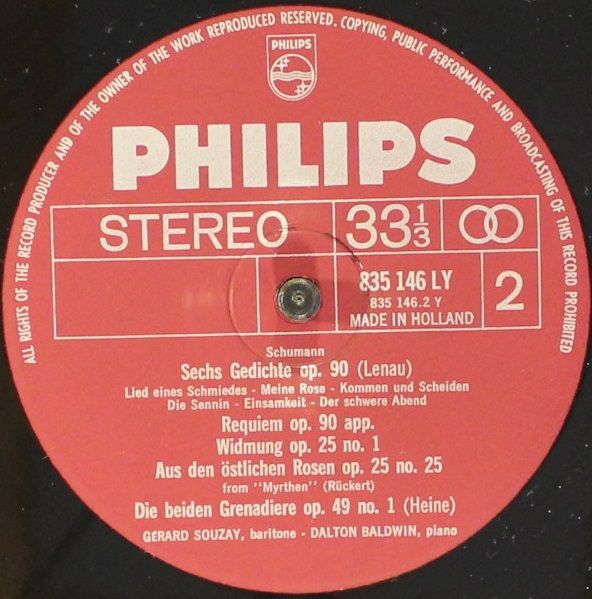 ALL RIGHTS OF THE RECORD PRODUCER AND OF THE OWNER OF THE WORK REPRODUCED RESERVED. COPYING, PUBLIC PERFORMANCE AND BROADCASTING OF THIS RECORD PROHIBITED
PHILIPS
PHILIPS
STEREO 33 1/3
835 146 LY
835 146.2 Y
MADE IN HOLLAND
2
Schumann
Sechs Gedichte op. 90 (Lenau)
Lied eines Schmiedes - Meine Rose - Kommen und Scheiden
Die Sennin - Einsamkeit - Der schwere Abend
Requiem op. 90 app.
Widmung op. 25 no. 1
Aus den östlichen Rosen op. 25 no. 25
from "Myrthen" (Rückert)
Die beiden Grenadiere op. 49 no. 1 (Heine)
GERARD SOUZAY, baritone - DALTON BALDWIN, piano